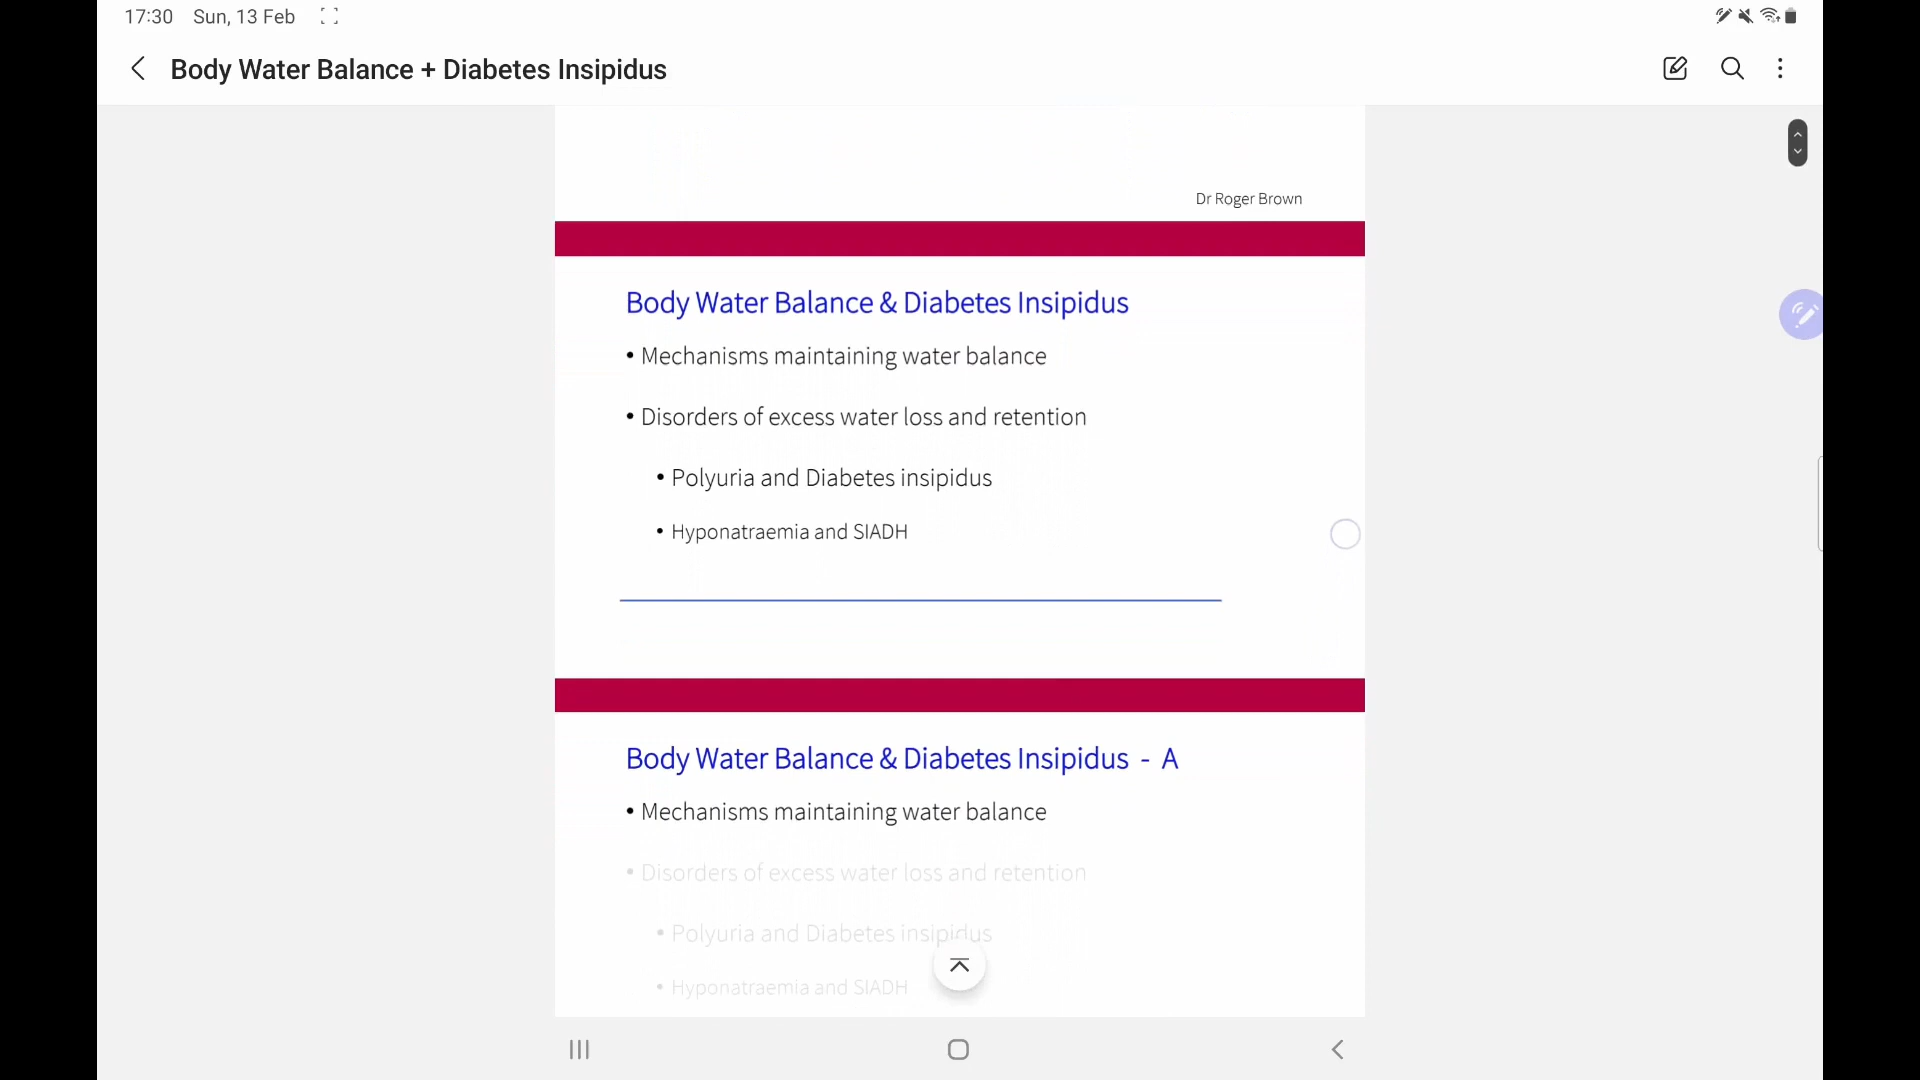 17:30 Sun, 13 Feb
Body Water Balance + Diabetes Insipidus
Dr Roger Brown
Body Water Balance & Diabetes Insipidus
• Mechanisms maintaining water balance
• Disorders of excess water loss and retention
• Polyuria and Diabetes insipidus
• Hyponatraemia and SIADH
Body Water Balance & Diabetes Insipidus - A
• Mechanisms maintaining water balance
• Disorders of excess water loss and retention
• Polyuria and Diabetes insipidus
• Hyponatraemia and SIADH